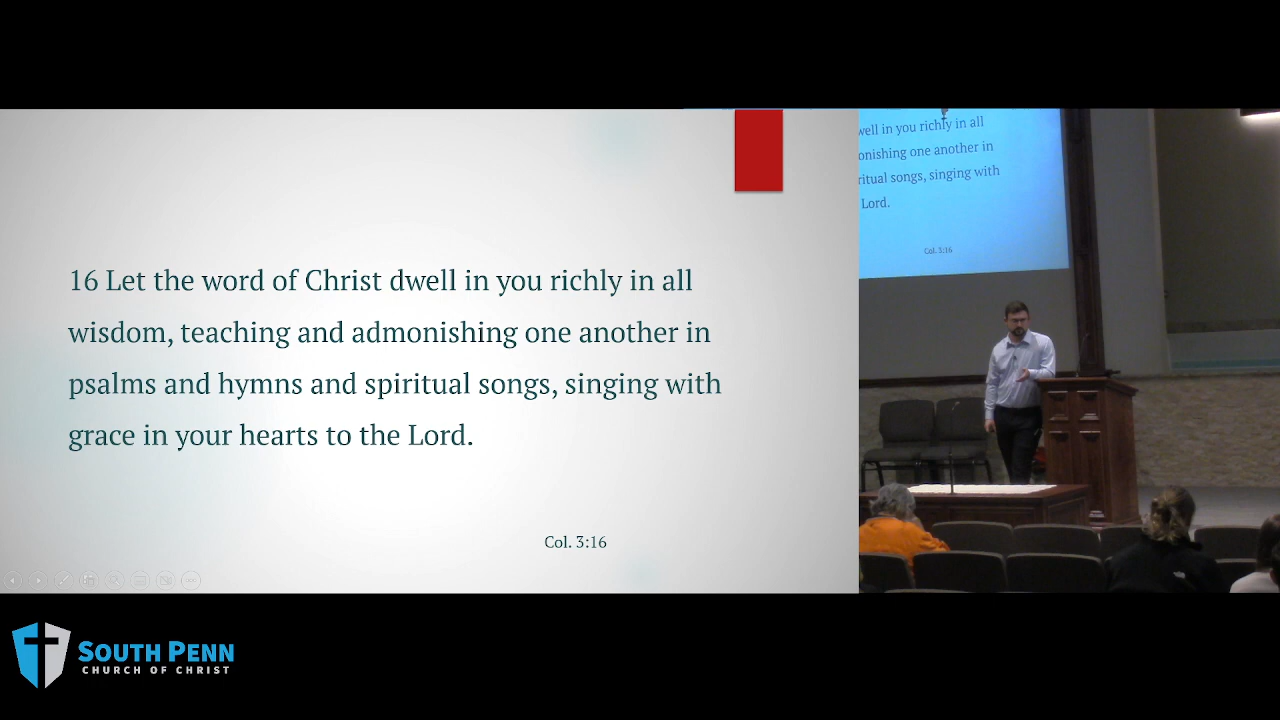 16 Let the word of Christ dwell in you richly in all
wisdom, teaching and admonishing one another in
psalms and hymns and spiritual songs, singing with
grace in your hearts to the Lord.
Col. 3:16
well in you richly in all
onishing one another in
ritual songs, singing with
Lord.
Col. 3:16
SOUTH PENN
CHURCH OF CHRIST